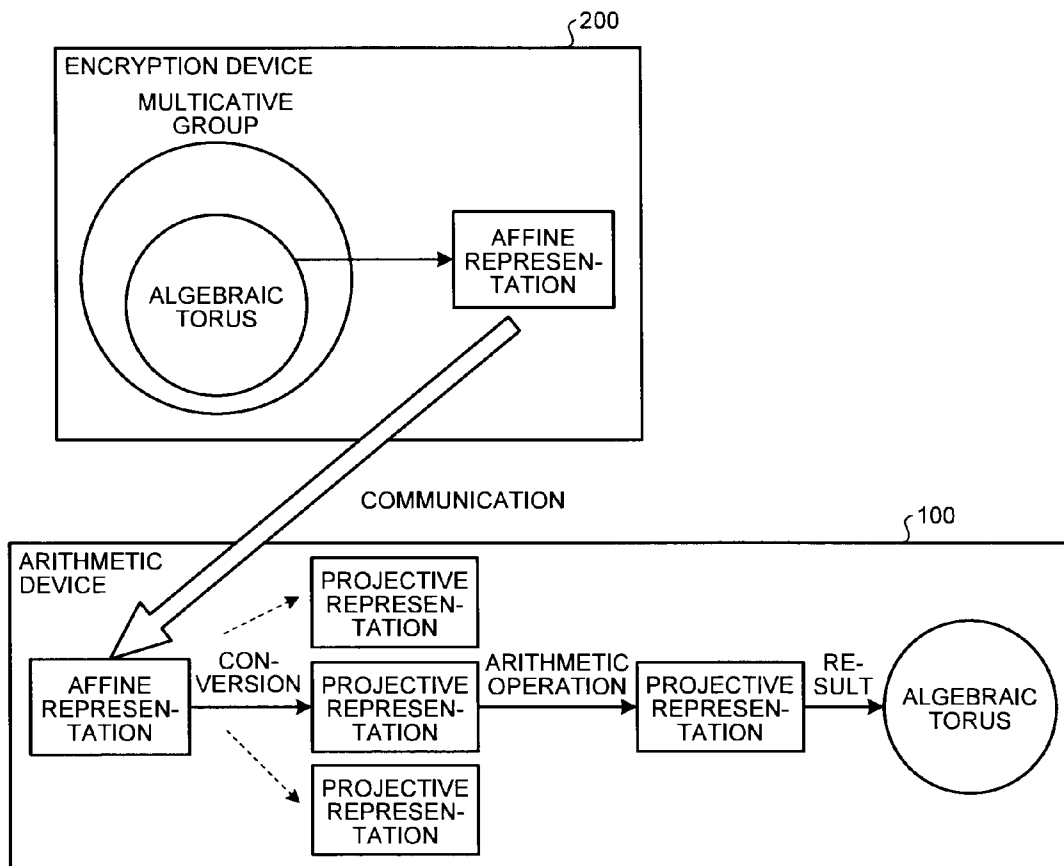 200
ENCRYPTION DEVICE
MULTICATIVE
GROUP
ALGEBRAIC
TORUS
AFFINE
REPRESEN-
TATION
COMMUNICATION
100
ARITHMETIC
DEVICE
AFFINE
REPRESEN-
TATION
CON-
VERSION
PROJECTIVE
REPRESEN-
TATION
PROJECTIVE
REPRESEN-
TATION
PROJECTIVE
REPRESEN-
TATION
ARITHMETIC
OPERATION
PROJECTIVE
REPRESEN-
TATION
RE-
SULT
ALGEBRAIC
TORUS